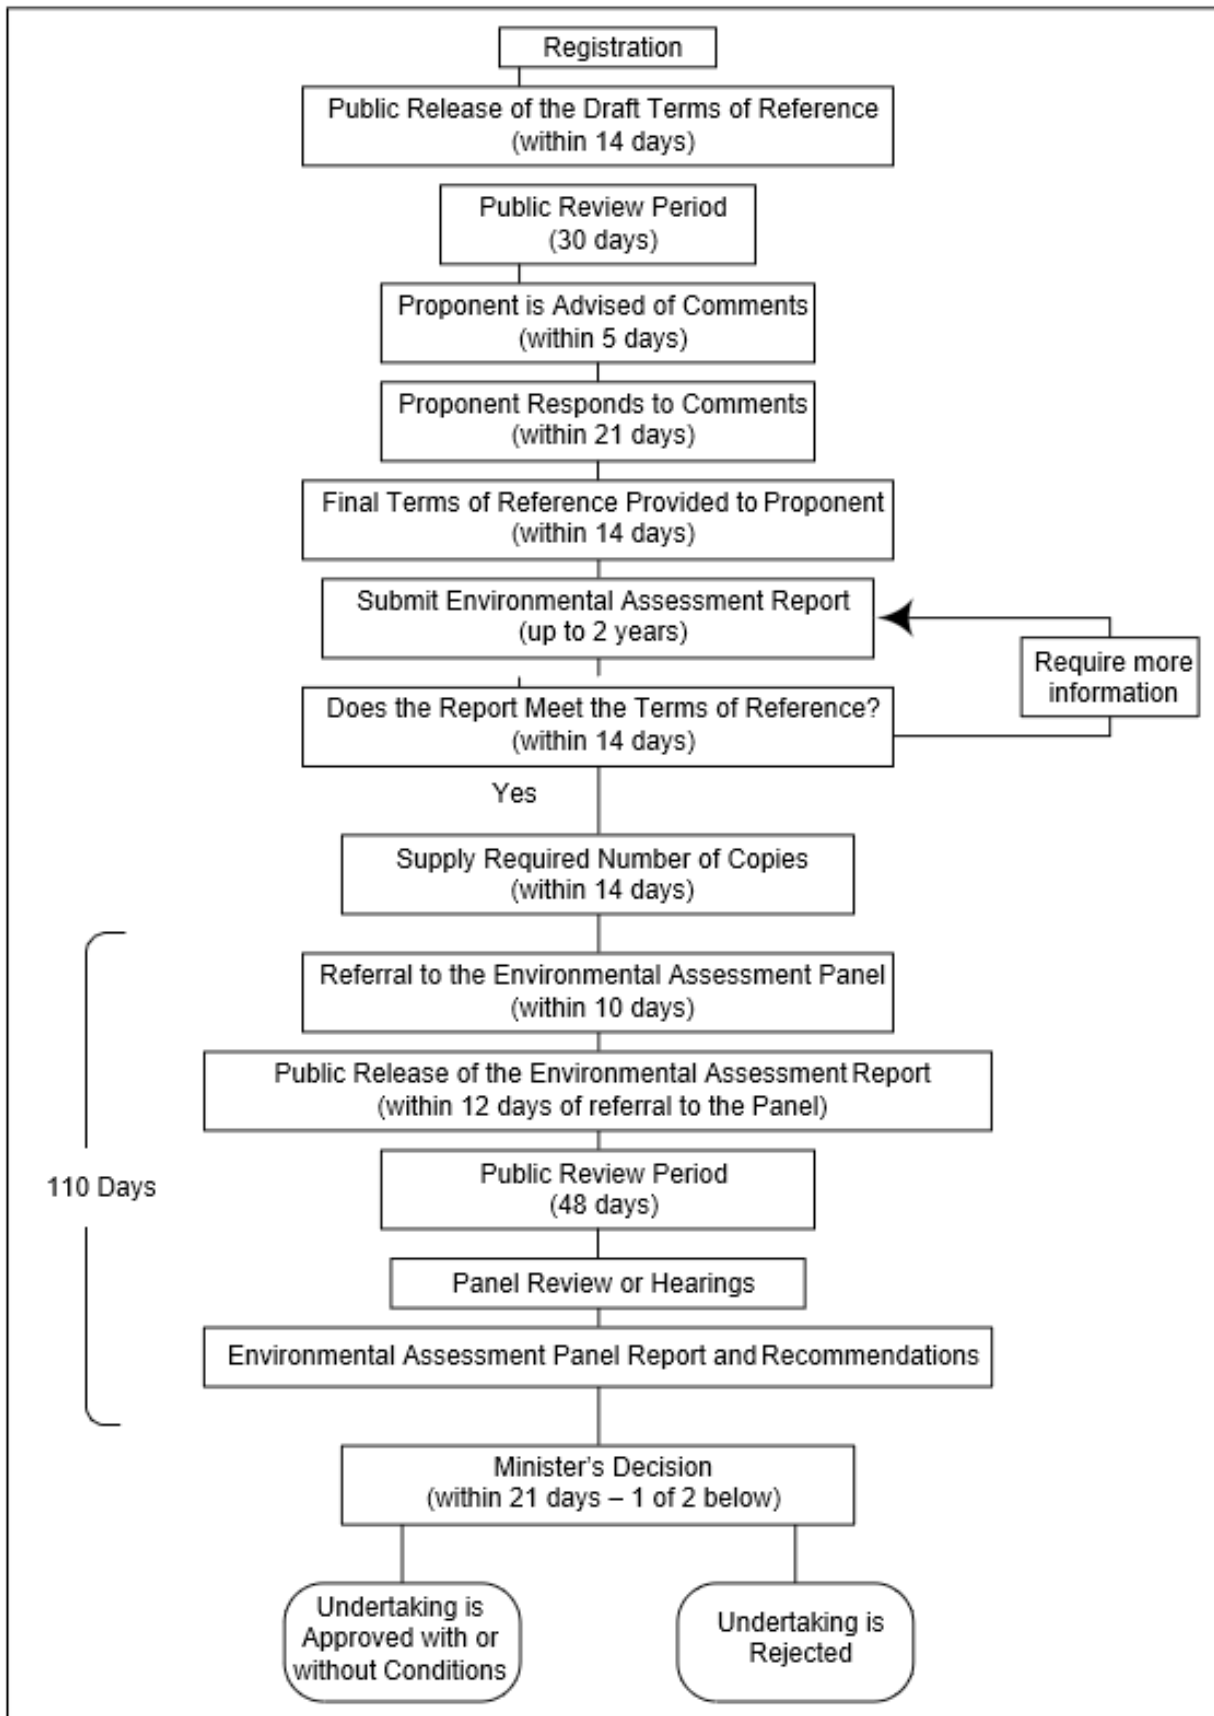 Registration
Public Release of the Draft Terms of Reference
(within 14 days)
Public Review Period
(30 days)
Proponent is Advised of Comments
(within 5 days)
Proponent Responds to Comments
(within 21 days)
Final Terms of Reference Provided to Proponent
(within 14 days)
Submit Environmental Assessment Report
(up to 2 years)
Require more
information
Does the Report Meet the Terms of Reference?
(within 14 days)
Yes
Supply Required Number of Copies
(within 14 days)
Referral to the Environmental Assessment Panel
(within 10 days)
Public Release of the Environmental Assessment Report
(within 12 days of referral to the Panel)
110 Days
Public Review Period
(48 days)
Panel Review or Hearings
Environmental Assessment Panel Report and Recommendations
Minister's Decision
(within 21 days – 1 of 2 below)
Undertaking is
Approved with or
without Conditions
Undertaking is
Rejected